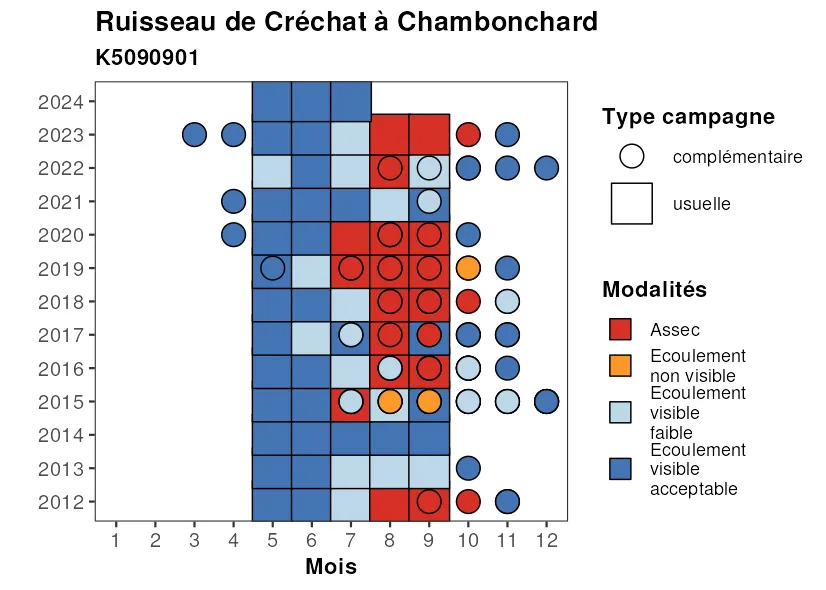 Ruisseau de Créchat à Chambonchard
K5090901
2024
2023
2022
2021
2020
2019
2018
2017
2016
2015
2014
2013
2012
1 2 3 4 5 6 7 8 9 10 11 12
Mois
Type campagne
complémentaire
usuelle
Modalités
Assec
Ecoulement
non visible
Ecoulement
visible
faible
Ecoulement
visible
acceptable